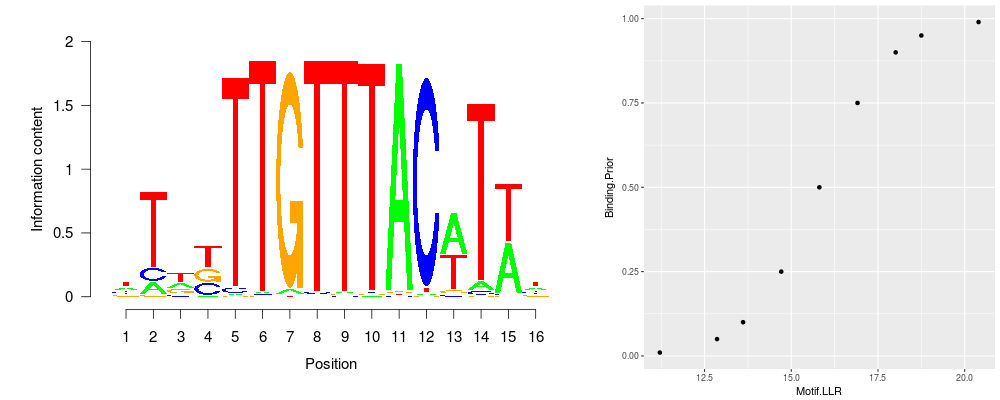 2
1.5
1
0.5
0
Information content
1 2 3 4 5 6 7 8 9 10 11 12 13 14 15 16
Position
T T T T T T G T T T A C A T T
C T G T A
A A C A
1.00
0.75
0.50
0.25
0.00
Binding.Prior
12.5 15.0 17.5 20.0
Motif.LLR